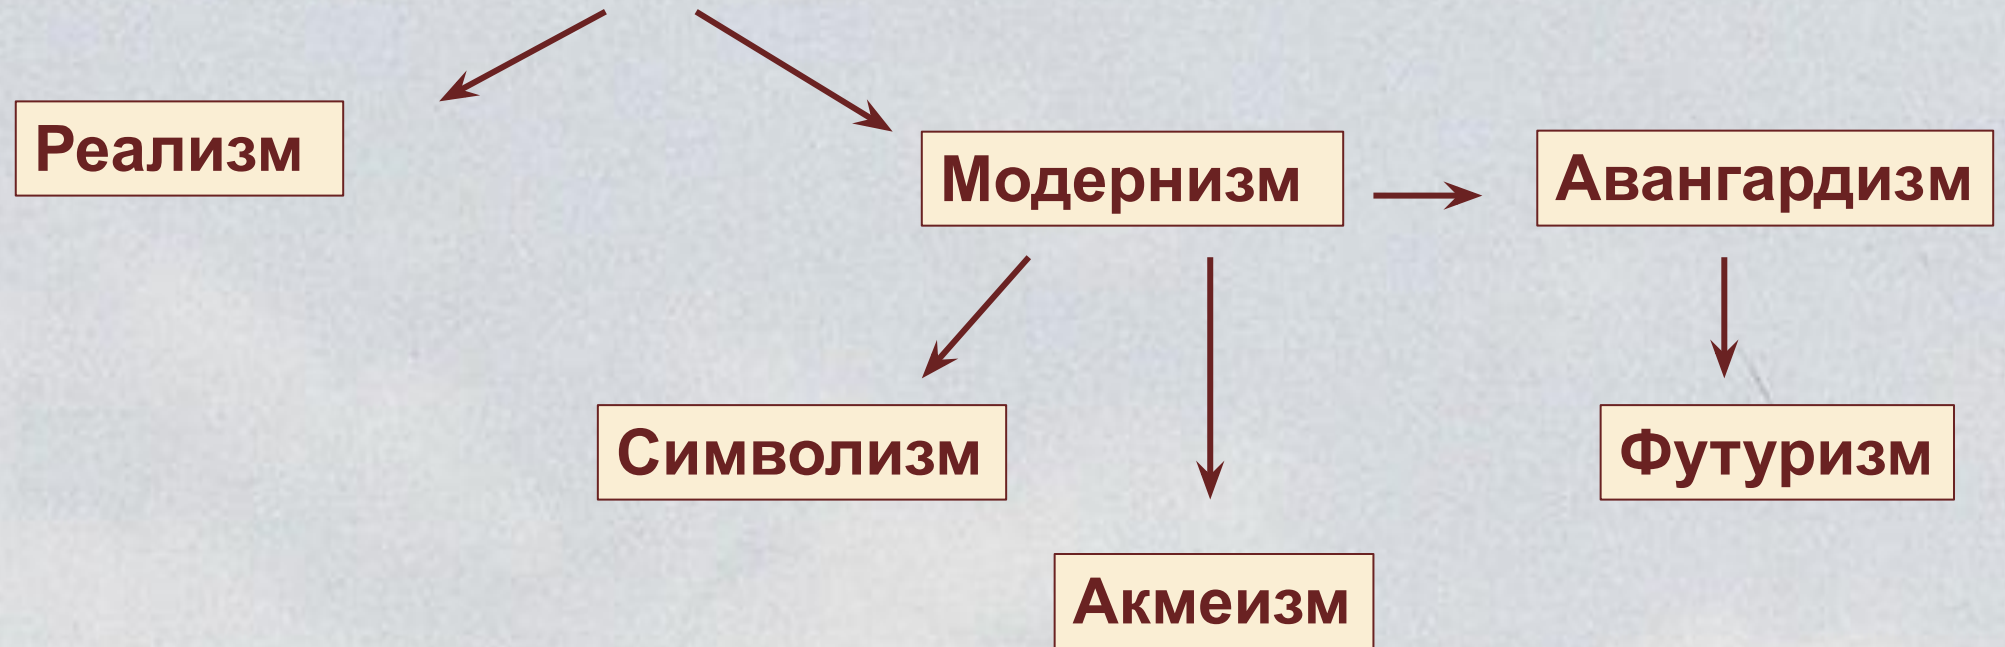 Реализм
Модернизм
Авангардизм
Символизм
Футуризм
Акмеизм